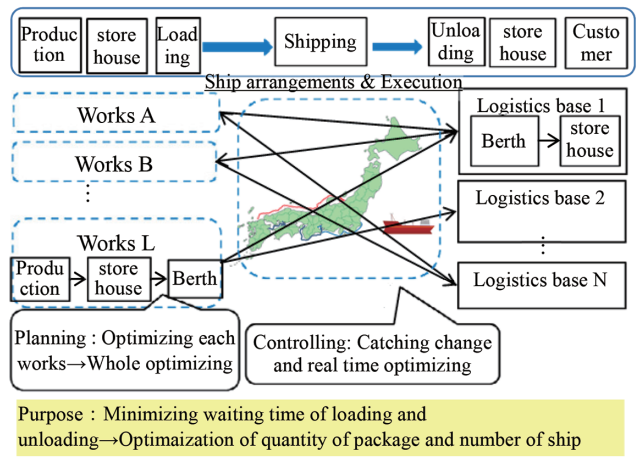 Produc
tion
store
house
Load
ing
Shipping
Unloa
ding
store
house
Custo
mer
Ship arrangements & Execution
Works A
Works B
⋮
Works L
Produ
ction
store
house
Berth
Logistics base 1
Berth
store
house
Logistics base 2
⋮
Logistics base N
Planning : Optimizing each
works→Whole optimizing
Controlling: Catching change
and real time optimizing
Purpose : Minimizing waiting time of loading and
unloading→Optimaization of quantity of package and number of ship